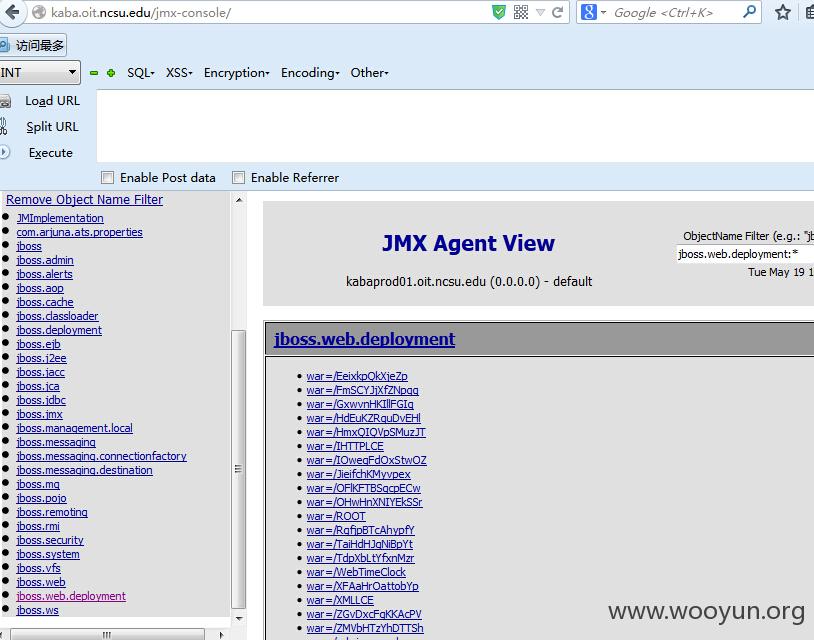 kaba.oit.ncsu.edu/jmx-console/
Google <Ctrl+K>
访问最多
INT
SQL
XSS
Encryption
Encoding
Other
Load URL
Split URL
Execute
Enable Post data
Enable Referrer
Remove Object Name Filter
JMImplementation
com.arjuna.ats.properties
jboss
jboss.admin
jboss.alerts
jboss.aop
jboss.cache
jboss.classloader
jboss.deployment
jboss.ejb
jboss.j2ee
jboss.jacc
jboss.jca
jboss.jdbc
jboss.jmx
jboss.management.local
jboss.messaging
jboss.messaging.connectionfactory
jboss.messaging.destination
jboss.mq
jboss.pojo
jboss.remoting
jboss.rmi
jboss.security
jboss.system
jboss.vfs
jboss.web
jboss.web.deployment
jboss.ws
JMX Agent View
kabaprod01.oit.ncsu.edu (0.0.0.0) - default
ObjectName Filter (e.g.: "jb
jboss.web.deployment:*
Tue May 19 1
jboss.web.deployment
war=/EeixkpQkXjeZp
war=/FmSCYJjXfZNpqq
war=/GxwvnHKIllFGIq
war=/HdEuKZRquDvEHl
war=/HmxQIQVpSMuzJT
war=/IHTTPLCE
war=/IOweqFdOxStwOZ
war=/JieifchKMyvpex
war=/OFlKFTBSqcpECw
war=/OHwHnXNIYEkSSr
war=/ROOT
war=/RqfjpBTcAhypfY
war=/TaiHdHJqNiBpYt
war=/TdpXbLtYfxnMzr
war=/WebTimeClock
war=/XFAaHrOattobYp
war=/XMLLCE
war=/ZGvDxcFqKKAcPV
war=/ZMVbHTzYhDTTSh
www.wooyun.org